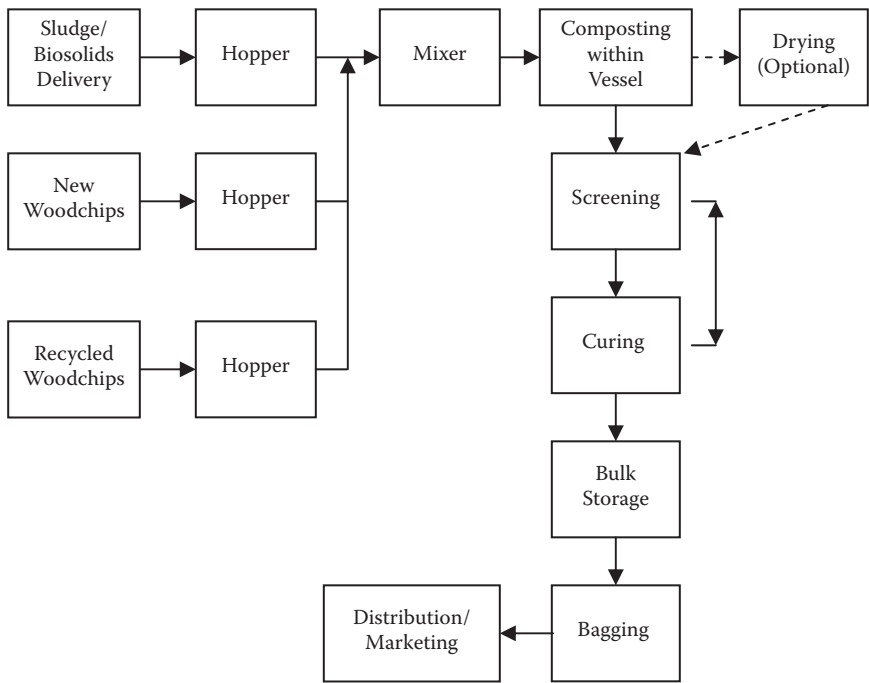 Sludge/
Biosolids
Delivery
Hopper
Mixer
Composting
within
Vessel
Drying
(Optional)
New
Woodchips
Hopper
Screening
Recycled
Woodchips
Hopper
Curing
Bulk
Storage
Distribution/
Marketing
Bagging